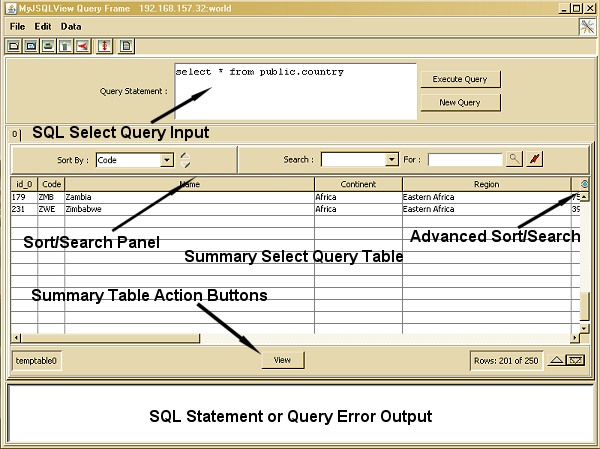 MyJSQLView Query Frame 192.168.157.32:world
File Edit Data
select * from public.country
Query Statement :
Execute Query
New Query
SQL Select Query Input
0
Sort By : Code Search : For :
id_0 Code Name Continent Region
179 ZMB Zambia Africa Eastern Africa
231 ZWE Zimbabwe Africa Eastern Africa 39
Sort/Search Panel
Advanced Sort/Search
Summary Select Query Table
Summary Table Action Buttons
temptable0 View Rows: 201 of 250
SQL Statement or Query Error Output